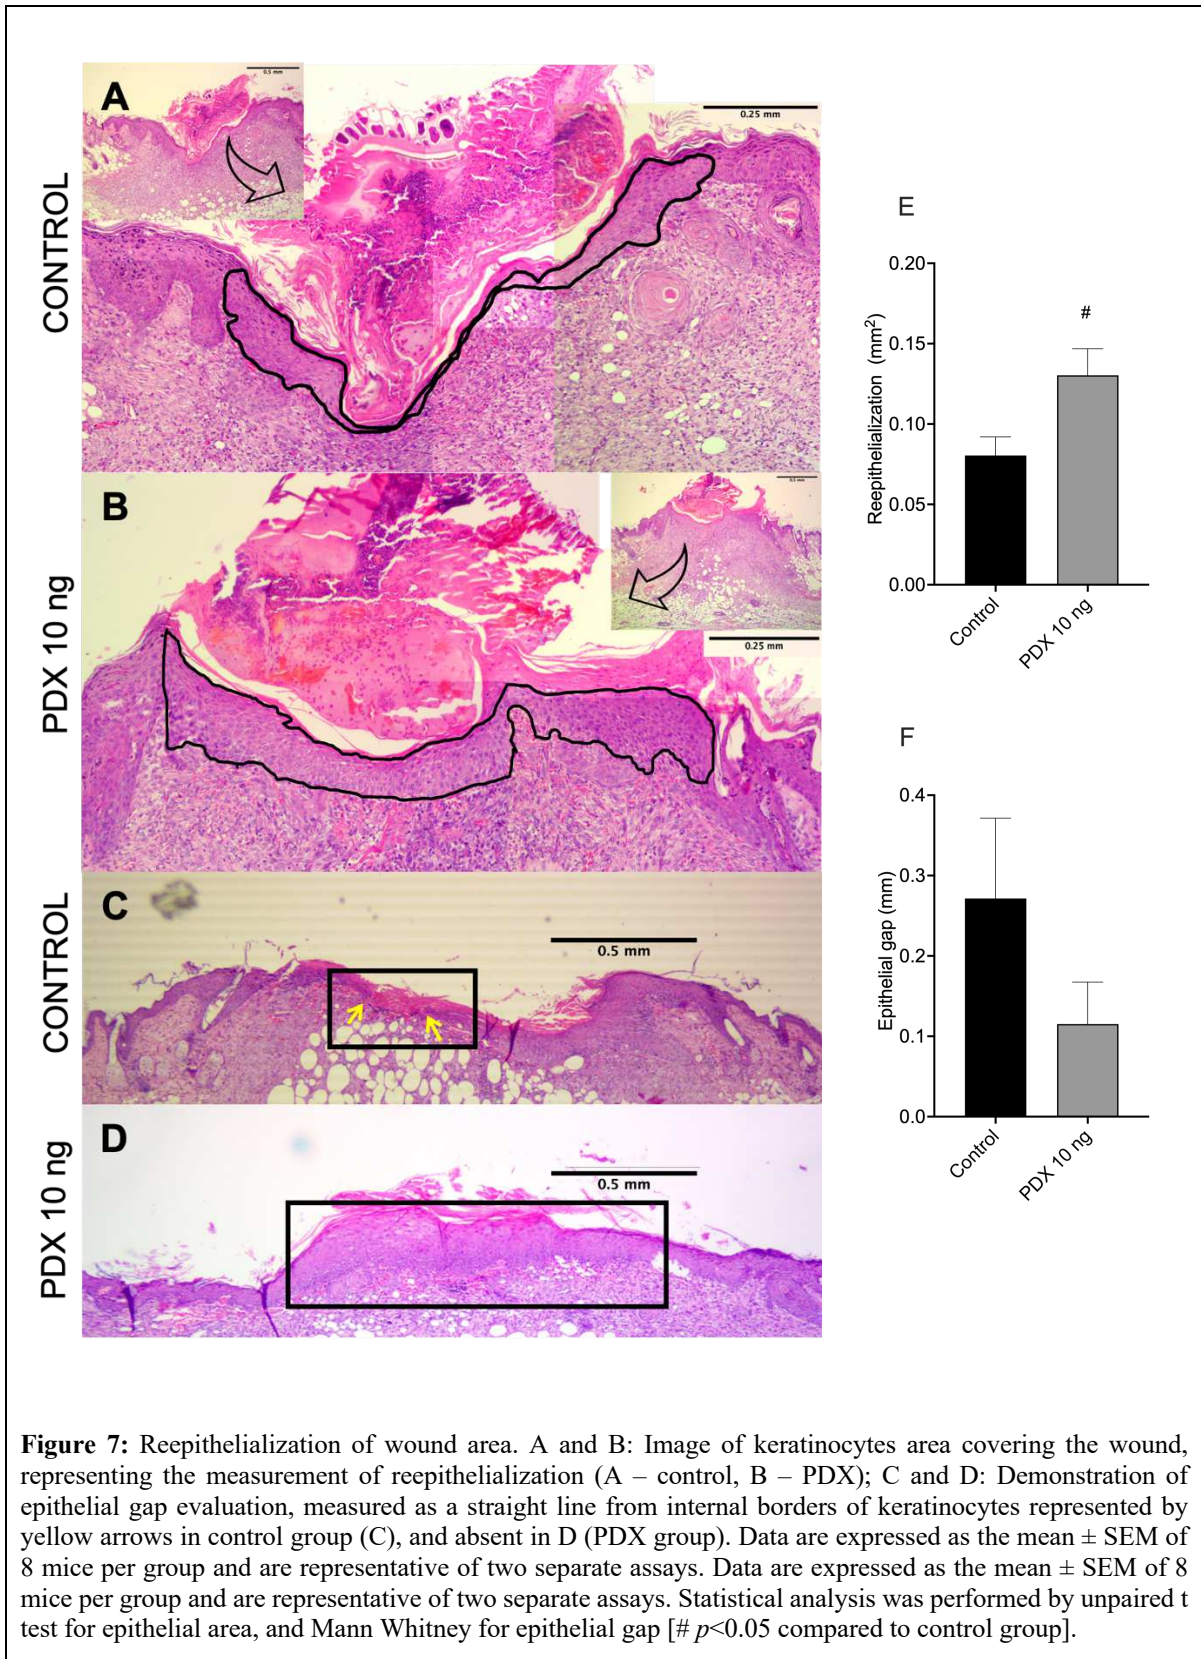 A
0.5 mm
0.25 mm
CONTROL
B
0.5 mm
0.25 mm
PDX 10 ng
C
0.5 mm
CONTROL
D
0.5 mm
PDX 10 ng
E
Reepithelialization (mm²)
0.20
0.15
0.10
0.05
0.00
#
Control
PDX 10 ng
F
Epithelial gap (mm)
0.4
0.3
0.2
0.1
0.0
Control
PDX 10 ng
Figure 7: Reepithelialization of wound area. A and B: Image of keratinocytes area covering the wound,
representing the measurement of reepithelialization (A – control, B – PDX); C and D: Demonstration of
epithelial gap evaluation, measured as a straight line from internal borders of keratinocytes represented by
yellow arrows in control group (C), and absent in D (PDX group). Data are expressed as the mean ± SEM of
8 mice per group and are representative of two separate assays. Data are expressed as the mean ± SEM of 8
mice per group and are representative of two separate assays. Statistical analysis was performed by unpaired t
test for epithelial area, and Mann Whitney for epithelial gap [# p<0.05 compared to control group].